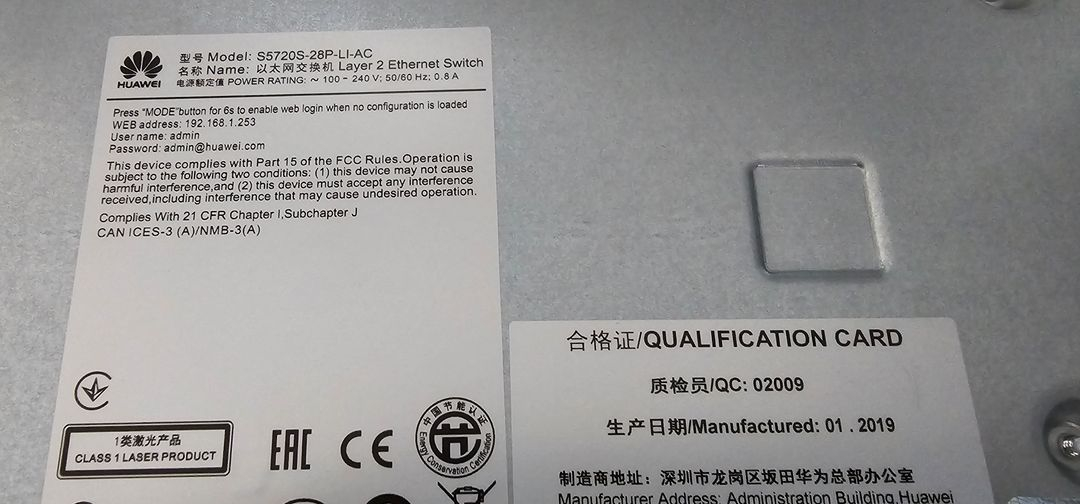 HUAWEI
型号 Model: S5720S-28P-LI-AC
名称 Name: 以太网交换机 Layer 2 Ethernet Switch
电源额定值 POWER RATING: ~ 100 - 240 V; 50/60 Hz; 0.8 A
Press "MODE"button for 6s to enable web login when no configuration is loaded
WEB address: 192.168.1.253
User name: admin
Password: admin@huawei.com
This device complies with Part 15 of the FCC Rules.Operation is
subject to the following two conditions: (1) this device may not cause
harmful interference,and (2) this device must accept any interference
received,including interference that may cause undesired operation.
Complies With 21 CFR Chapter I,Subchapter J
CAN ICES-3 (A)/NMB-3(A)
1类激光产品
CLASS 1 LASER PRODUCT
EAC
CE
中国节能认证
Energy Conservation Certification
合格证/QUALIFICATION CARD
质检员/QC: 02009
生产日期/Manufactured: 01 . 2019
制造商地址: 深圳市龙岗区坂田华为总部办公室
Manufacturer Address: Administration Building,Huawei